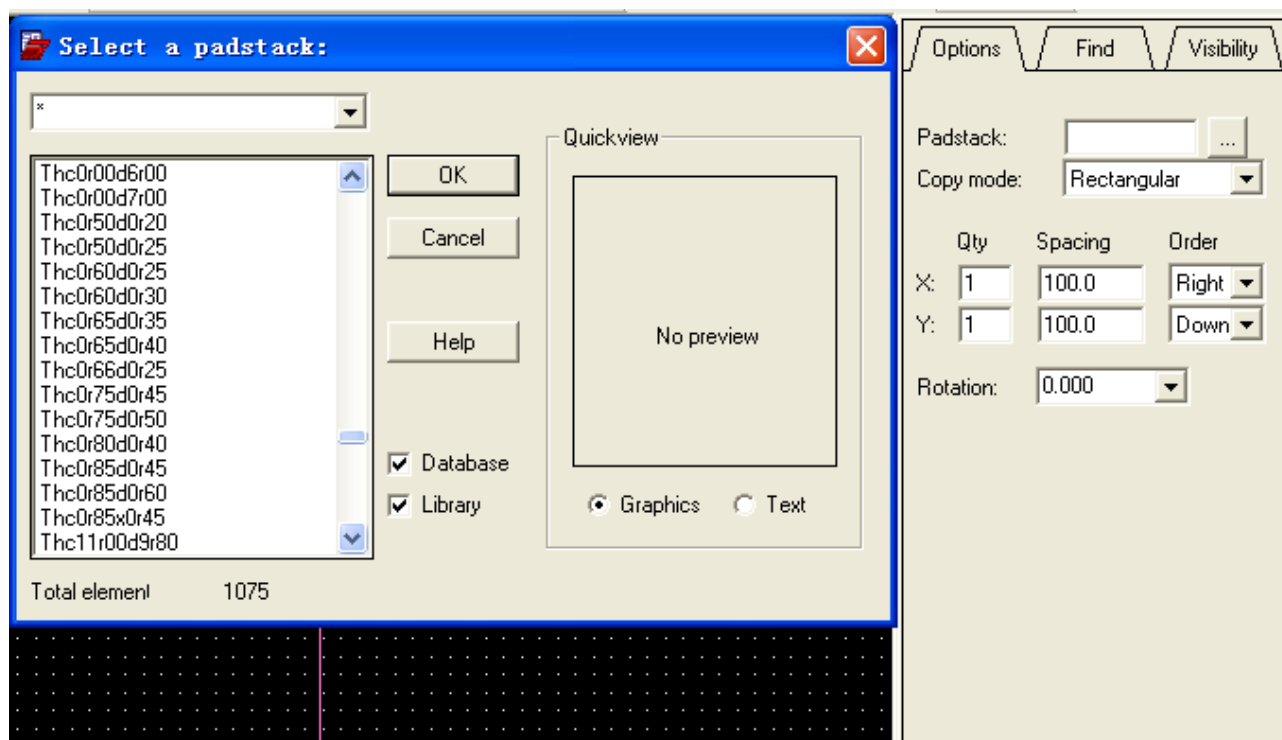 Select a padstack:
*
Thc0r00d6r00
Thc0r00d7r00
Thc0r50d0r20
Thc0r50d0r25
Thc0r60d0r25
Thc0r60d0r30
Thc0r65d0r35
Thc0r65d0r40
Thc0r66d0r25
Thc0r75d0r45
Thc0r75d0r50
Thc0r80d0r40
Thc0r85d0r45
Thc0r85d0r60
Thc0r85x0r45
Thc11r00d9r80
Total element 1075
OK
Cancel
Help
Database
Library
Quickview
No preview
Graphics Text
Options Find Visibility
Padstack: ...
Copy mode: Rectangular
Qty Spacing Order
X: 1 100.0 Right
Y: 1 100.0 Down
Rotation: 0.000